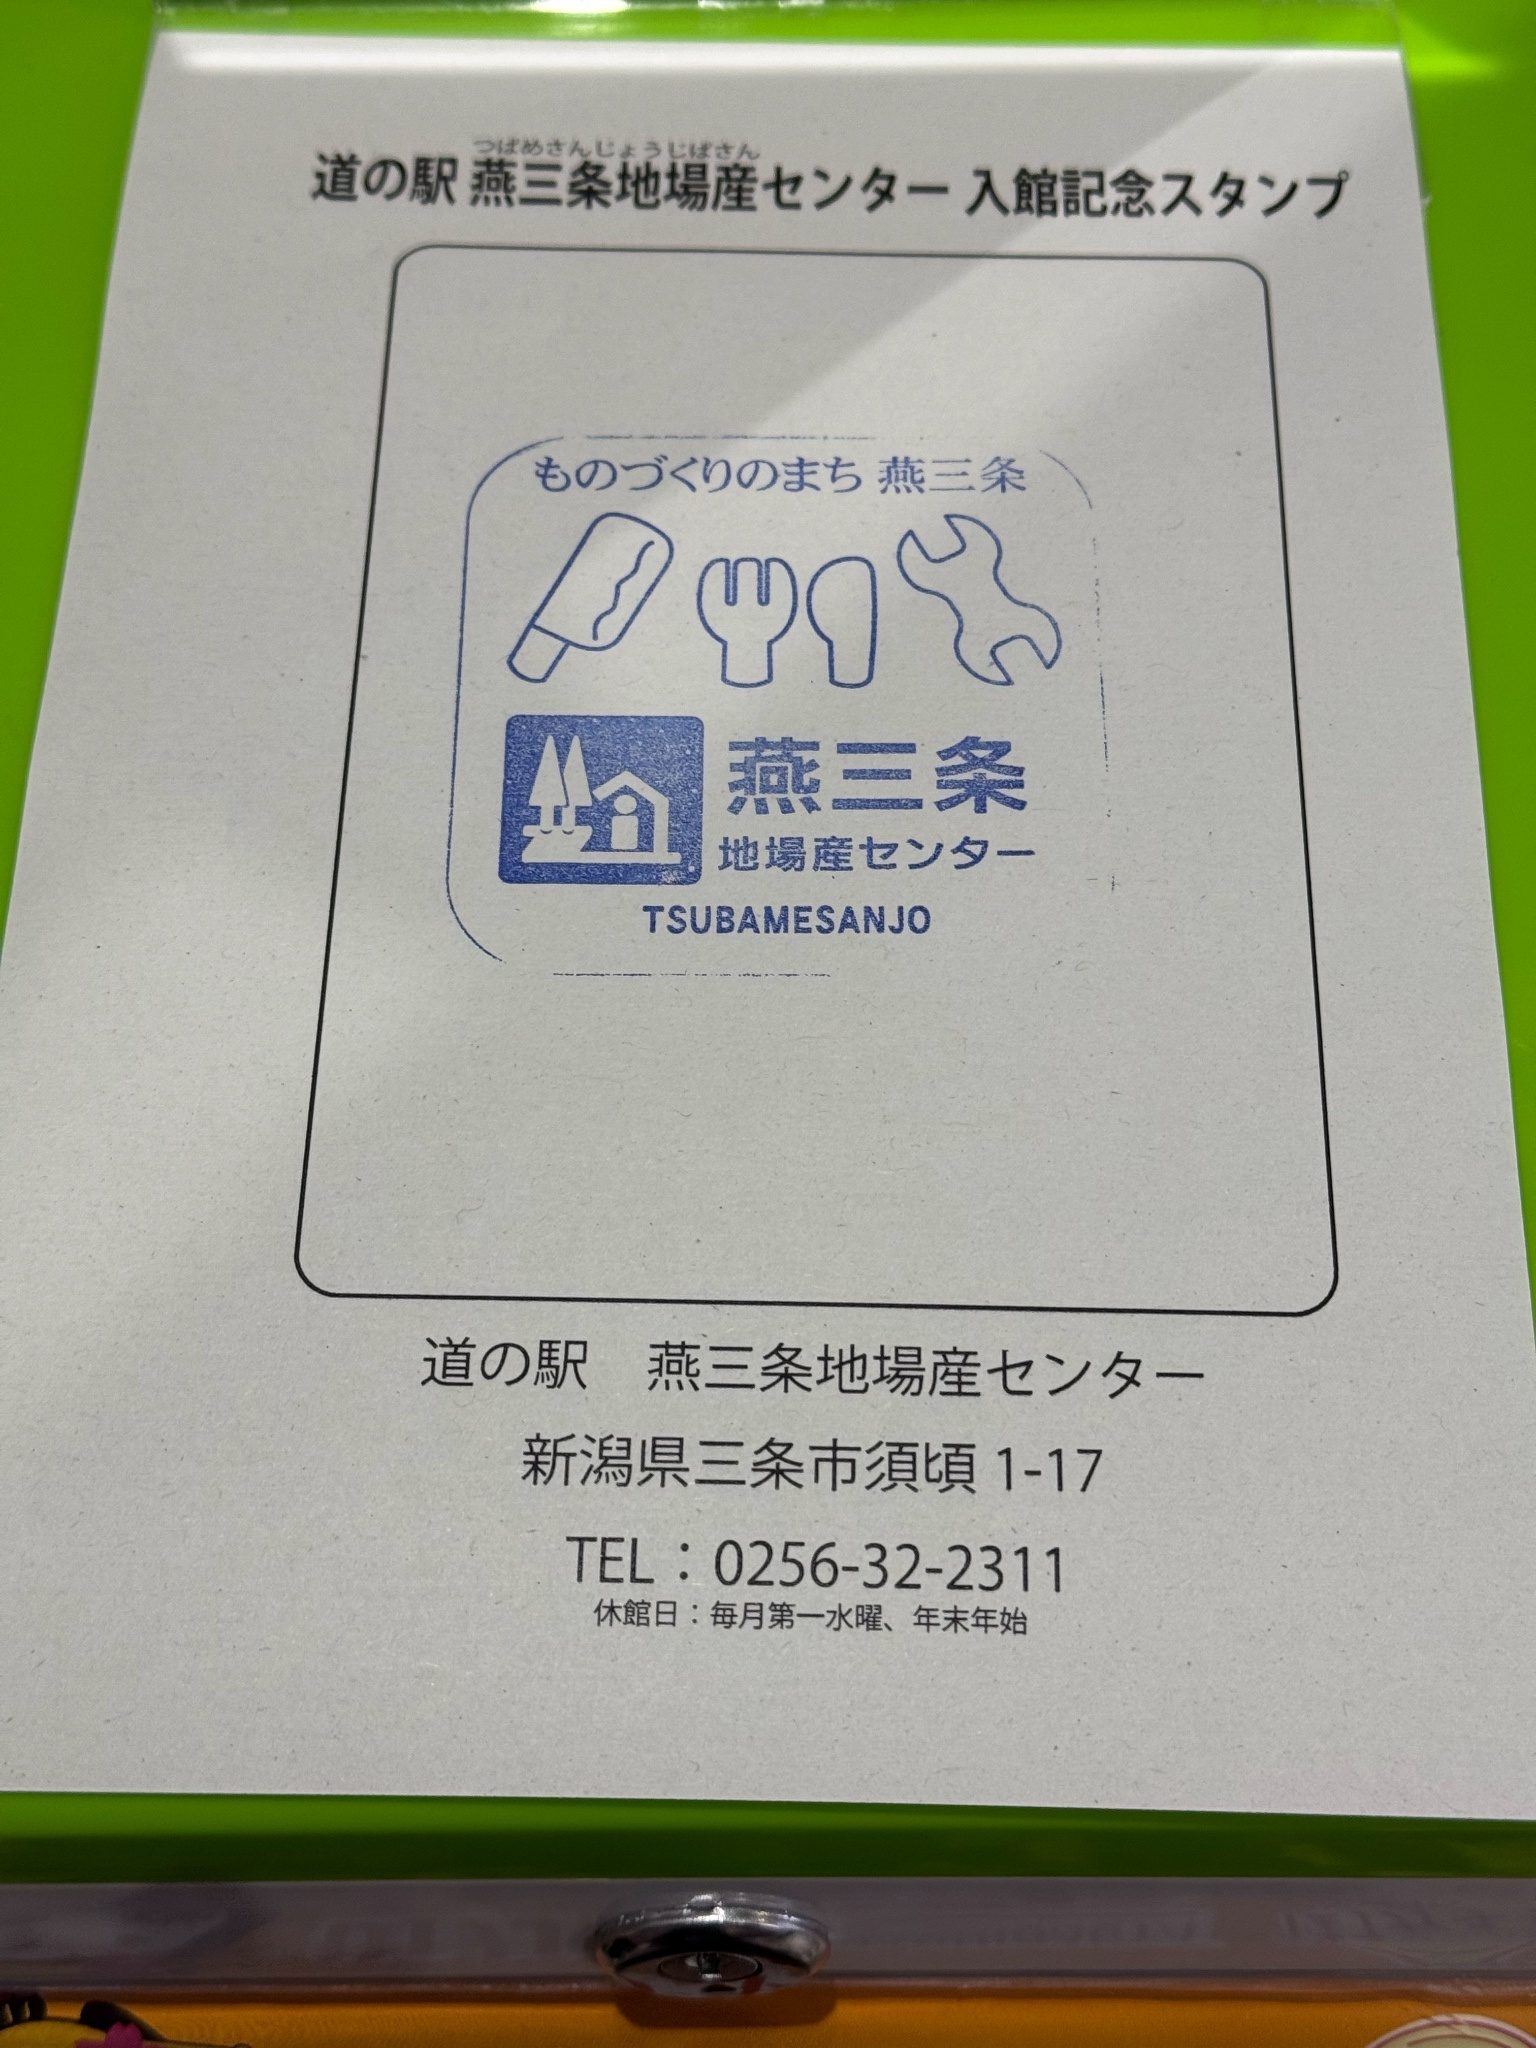 つばめさんじょうじばさん
道の駅 燕三条地場産センター 入館記念スタンプ
ものづくりのまち 燕三条
燕三条
地場産センター
TSUBAMESANJO
道の駅　燕三条地場産センター
新潟県三条市須頃 1-17
TEL：0256-32-2311
休館日：毎月第一水曜、年末年始